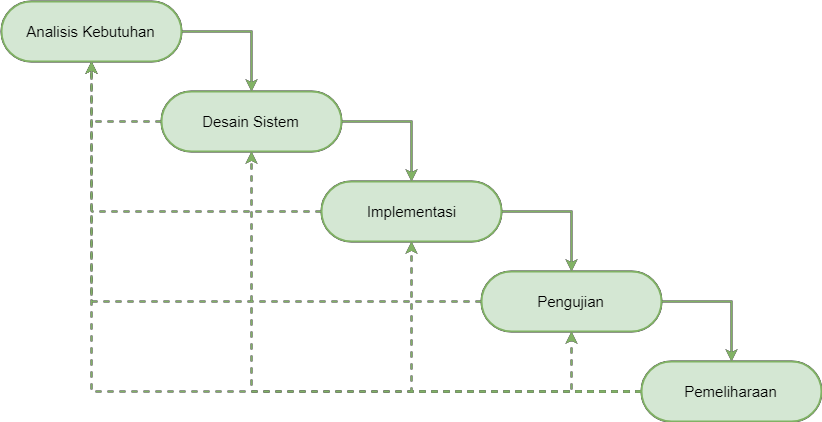 Analisis Kebutuhan
Desain Sistem
Implementasi
Pengujian
Pemeliharaan